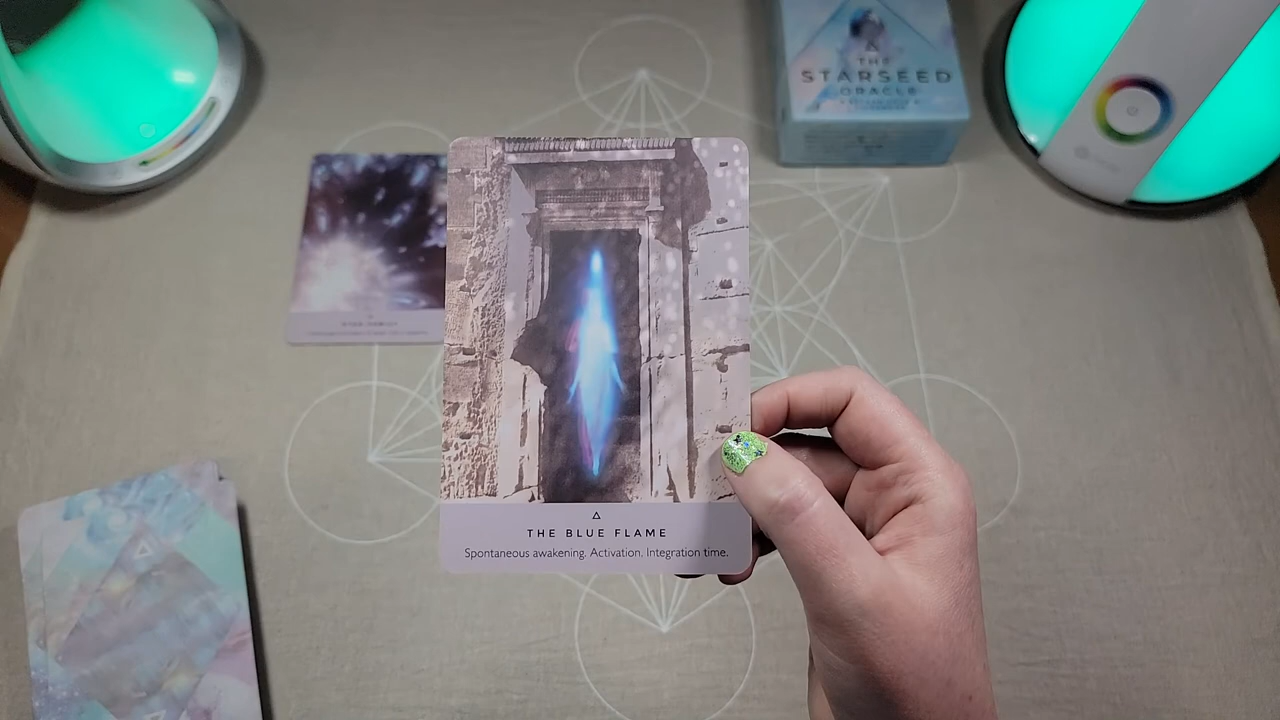 THE
STARSEED
ORACLE
THE BLUE FLAME
Spontaneous awakening. Activation. Integration time.